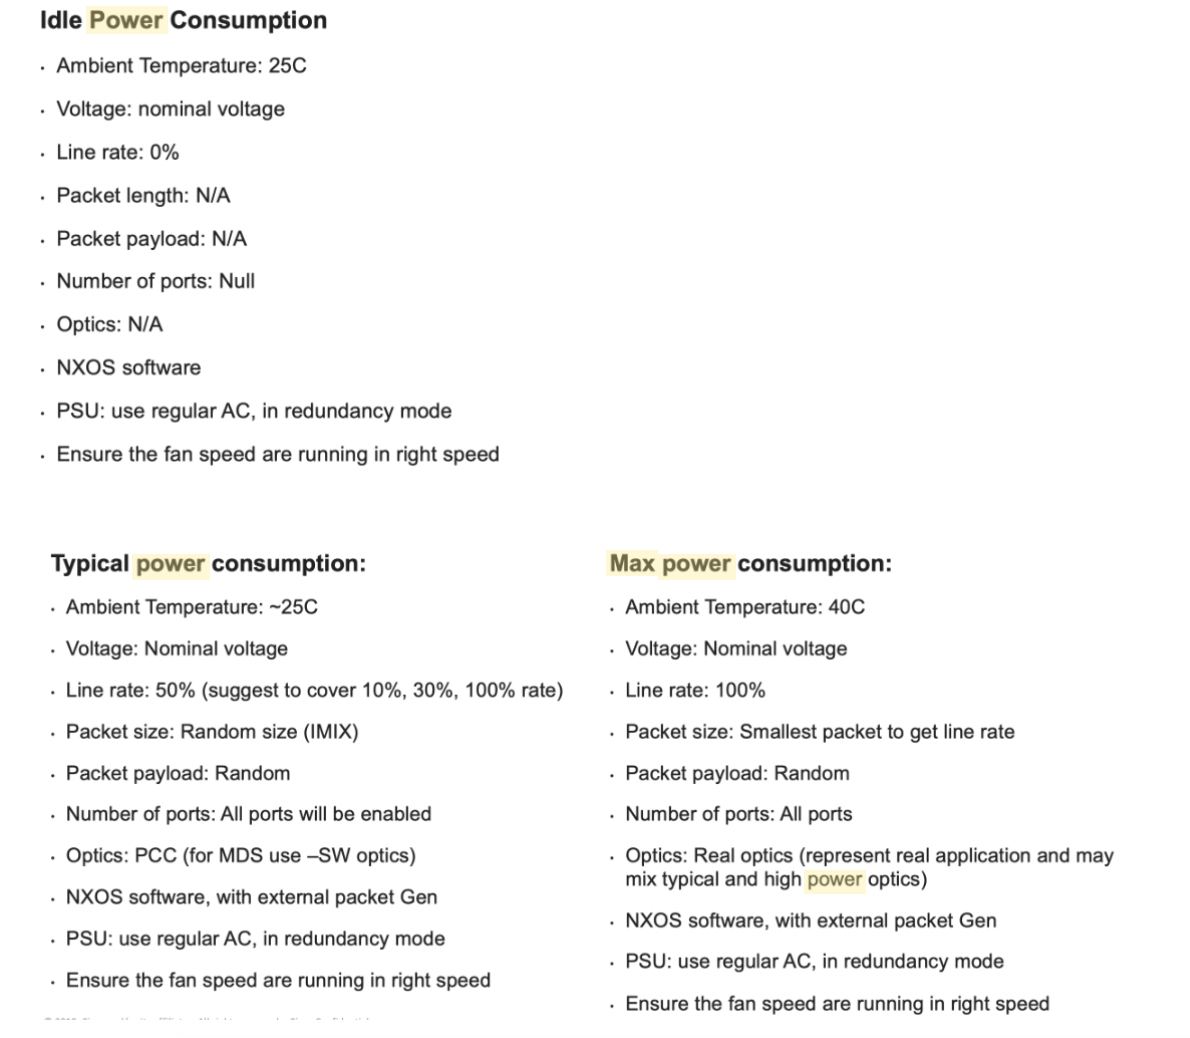 Idle Power Consumption
· Ambient Temperature: 25C
· Voltage: nominal voltage
· Line rate: 0%
· Packet length: N/A
· Packet payload: N/A
· Number of ports: Null
· Optics: N/A
· NXOS software
· PSU: use regular AC, in redundancy mode
· Ensure the fan speed are running in right speed
Typical power consumption:
· Ambient Temperature: ~25C
· Voltage: Nominal voltage
· Line rate: 50% (suggest to cover 10%, 30%, 100% rate)
· Packet size: Random size (IMIX)
· Packet payload: Random
· Number of ports: All ports will be enabled
· Optics: PCC (for MDS use –SW optics)
· NXOS software, with external packet Gen
· PSU: use regular AC, in redundancy mode
· Ensure the fan speed are running in right speed
Max power consumption:
· Ambient Temperature: 40C
· Voltage: Nominal voltage
· Line rate: 100%
· Packet size: Smallest packet to get line rate
· Packet payload: Random
· Number of ports: All ports
· Optics: Real optics (represent real application and may
mix typical and high power optics)
· NXOS software, with external packet Gen
· PSU: use regular AC, in redundancy mode
· Ensure the fan speed are running in right speed